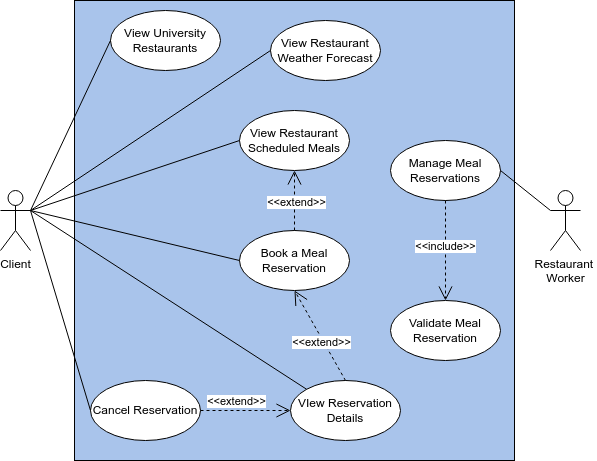 View University
Restaurants
View Restaurant
Weather Forecast
View Restaurant
Scheduled Meals
Manage Meal
Reservations
<<extend>>
Client
Book a Meal
Reservation
<<include>>
Restaurant
Worker
Validate Meal
Reservation
<<extend>>
Cancel Reservation
<<extend>>
VIew Reservation
Details